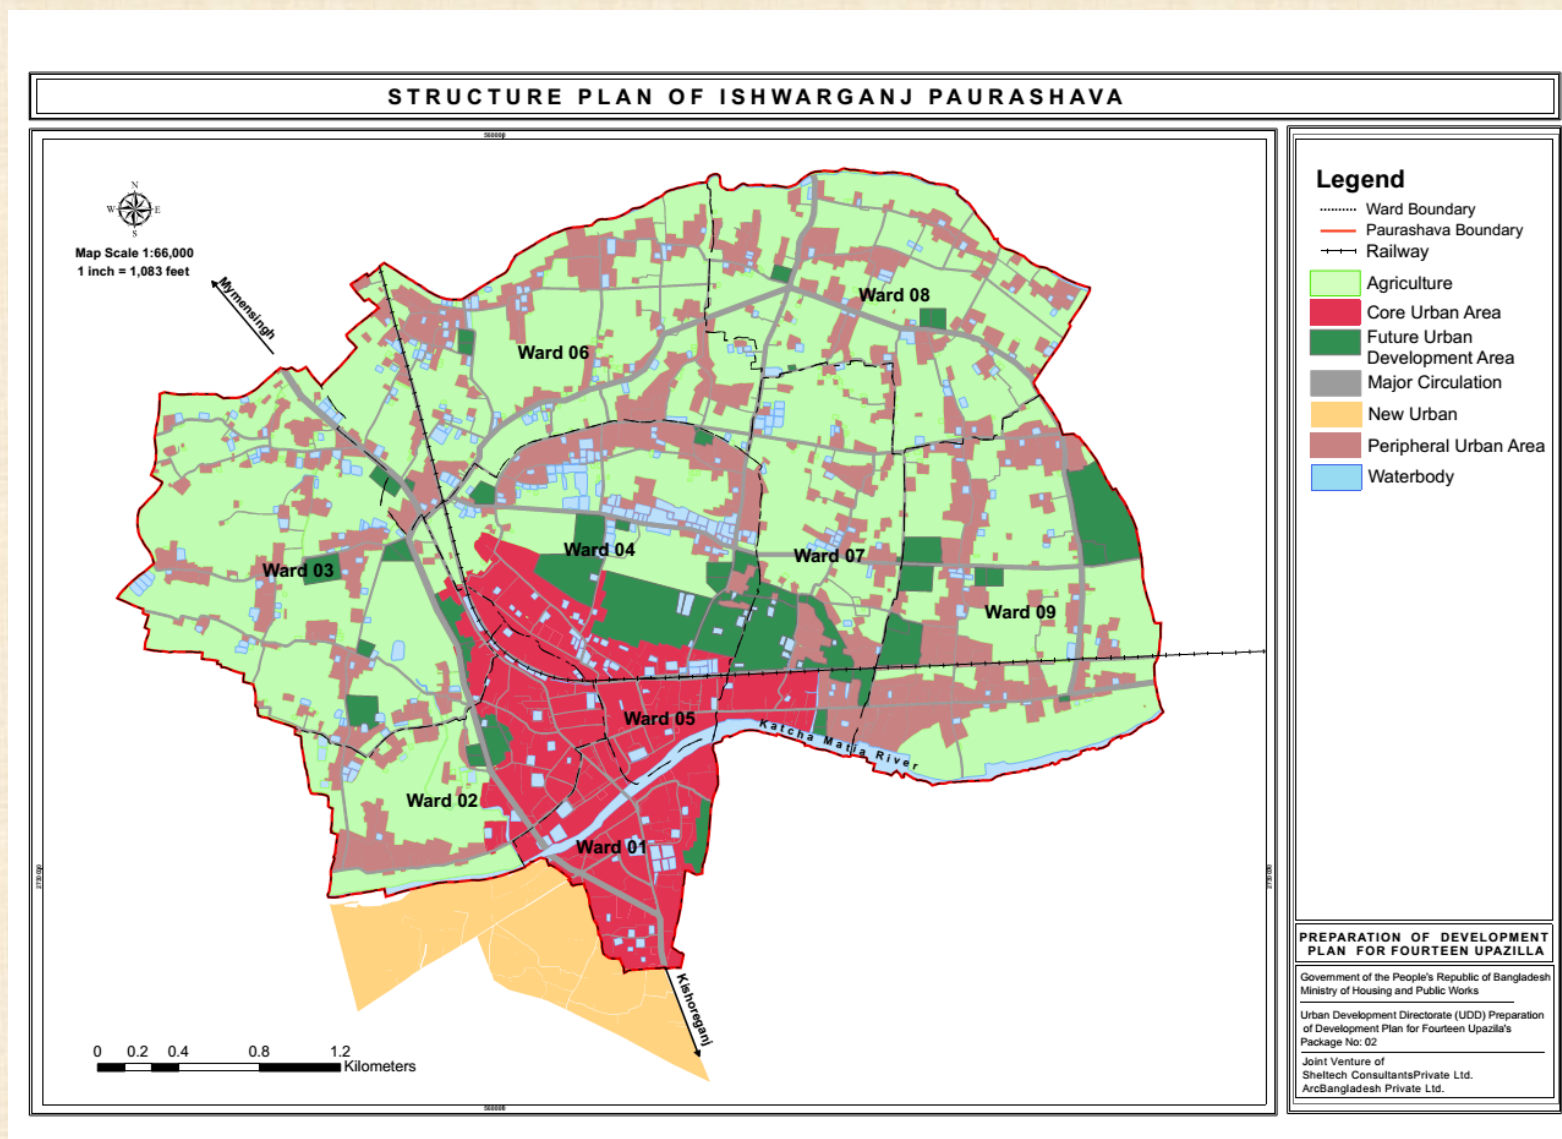 STRUCTURE PLAN OF ISHWARGANJ PAURASHAVA
560000
N
W E
S
Map Scale 1:66,000
1 inch = 1,083 feet
Mymensingh
Ward 08
Ward 06
Ward 04
Ward 07
Ward 03
Ward 09
Ward 05
Katcha Matia River
Ward 02
Ward 01
Kishoreganj
0 0.2 0.4 0.8 1.2
Kilometers
560000
Legend
Ward Boundary
Paurashava Boundary
Railway
Agriculture
Core Urban Area
Future Urban
Development Area
Major Circulation
New Urban
Peripheral Urban Area
Waterbody
PREPARATION OF DEVELOPMENT
PLAN FOR FOURTEEN UPAZILLA
Government of the People's Republic of Bangladesh
Ministry of Housing and Public Works
Urban Development Directorate (UDD) Preparation
of Development Plan for Fourteen Upazila's
Package No: 02
Joint Venture of
Sheltech ConsultantsPrivate Ltd.
ArcBangladesh Private Ltd.